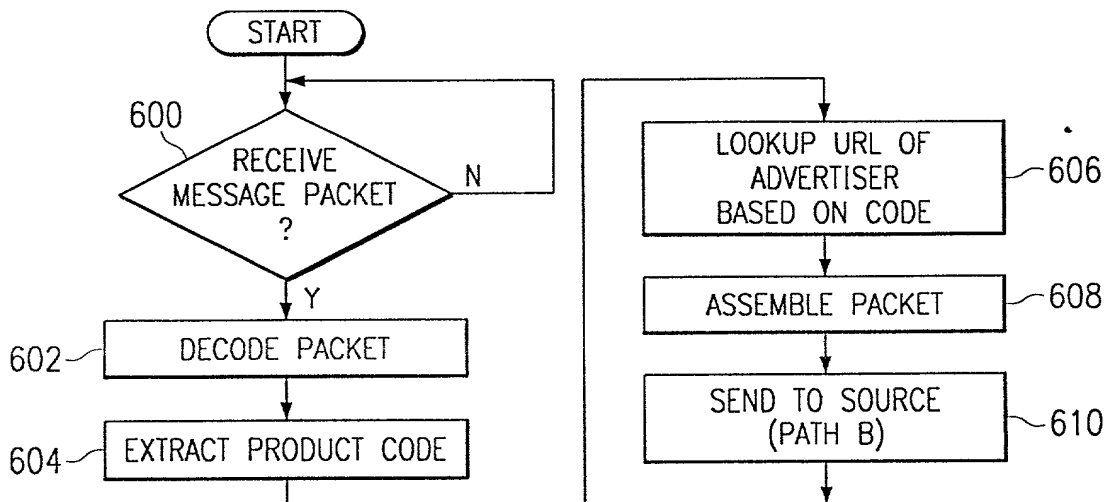 START
600
RECEIVE
MESSAGE PACKET
?
N
Y
602
DECODE PACKET
604
EXTRACT PRODUCT CODE
LOOKUP URL OF
ADVERTISER
BASED ON CODE
606
ASSEMBLE PACKET
608
SEND TO SOURCE
(PATH B)
610